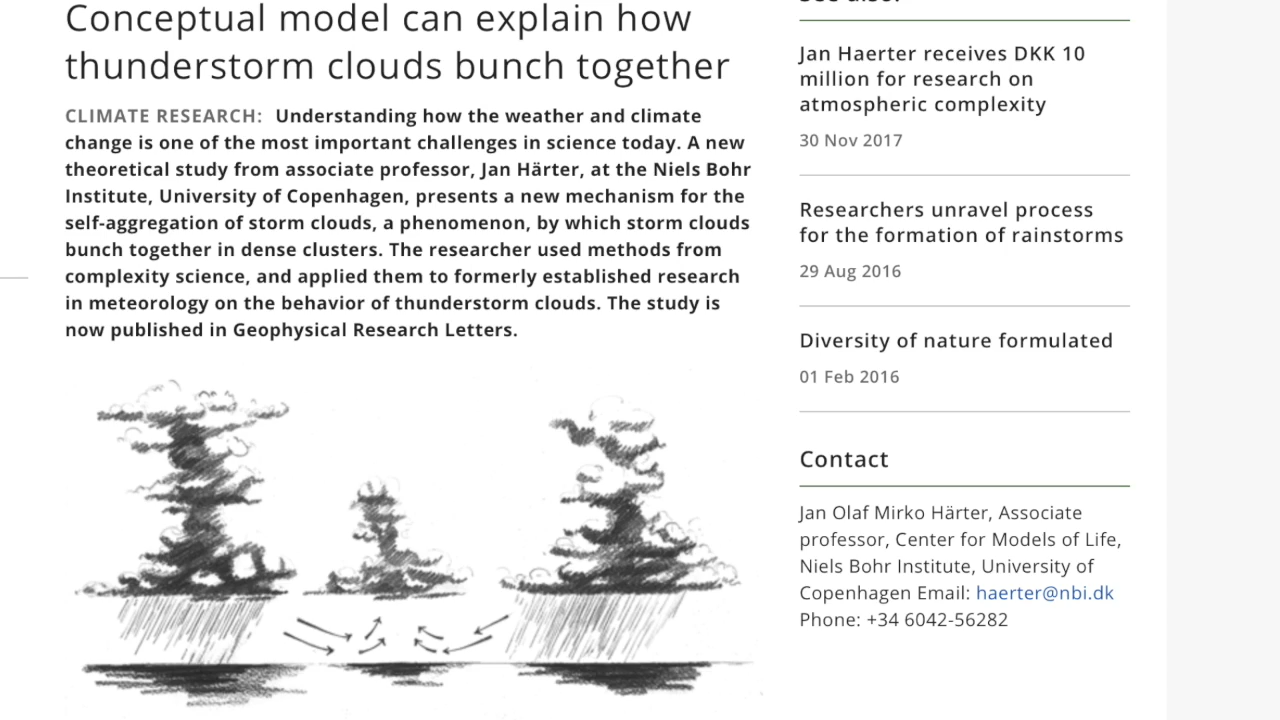 Conceptual model can explain how
thunderstorm clouds bunch together
CLIMATE RESEARCH: Understanding how the weather and climate
change is one of the most important challenges in science today. A new
theoretical study from associate professor, Jan Härter, at the Niels Bohr
Institute, University of Copenhagen, presents a new mechanism for the
self-aggregation of storm clouds, a phenomenon, by which storm clouds
bunch together in dense clusters. The researcher used methods from
complexity science, and applied them to formerly established research
in meteorology on the behavior of thunderstorm clouds. The study is
now published in Geophysical Research Letters.
See also:
Jan Haerter receives DKK 10
million for research on
atmospheric complexity
30 Nov 2017
Researchers unravel process
for the formation of rainstorms
29 Aug 2016
Diversity of nature formulated
01 Feb 2016
Contact
Jan Olaf Mirko Härter, Associate
professor, Center for Models of Life,
Niels Bohr Institute, University of
Copenhagen Email: haerter@nbi.dk
Phone: +34 6042-56282